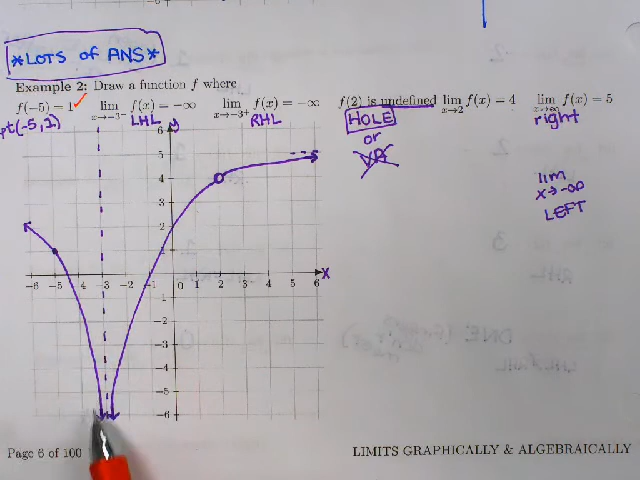 *LOTS of ANS*
Example 2: Draw a function f where
f(−5) = 1 ✓ lim x→−3⁻ f(x) = −∞ lim x→−3⁺ f(x) = −∞ f(2) is undefined lim x→2 f(x) = 4 lim x→∞ f(x) = 5
pt(-5,1) LHL RHL HOLE right
or
VA
lim
x→-∞
LEFT
y
6
5
4
3
2
1
-6 -5 -4 -3 -2 -1 0 1 2 3 4 5 6 x
-1
-2
-3
-4
-5
-6
Page 6 of 100 LIMITS GRAPHICALLY & ALGEBRAICALLY